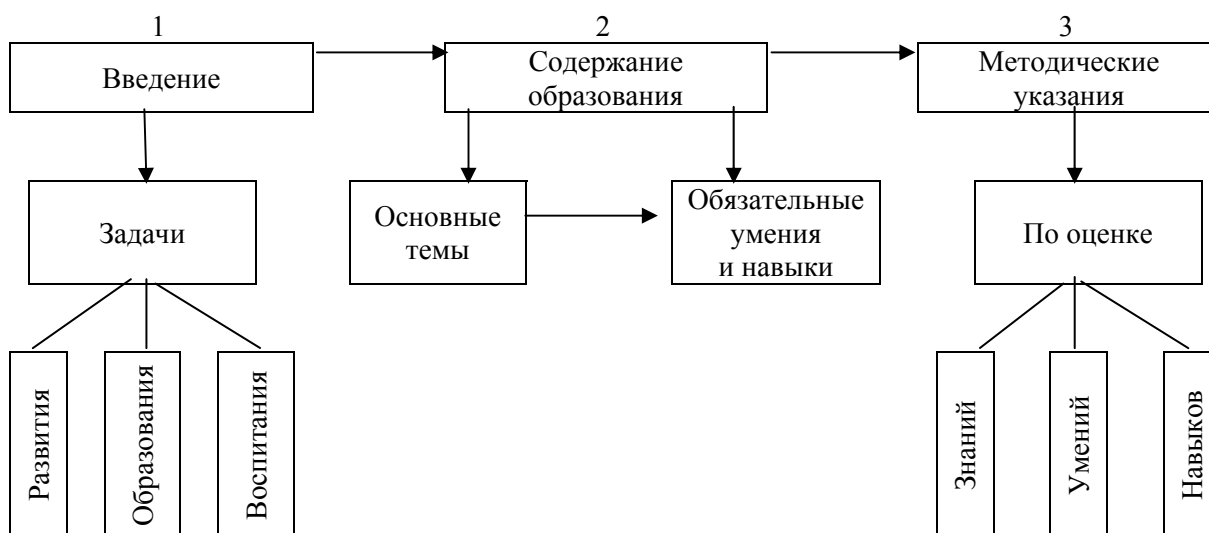 1
2
3
Введение
Содержание
образования
Методические
указания
Задачи
Основные
темы
Обязательные
умения
и навыки
По оценке
Развития
Образования
Воспитания
Знаний
Умений
Навыков